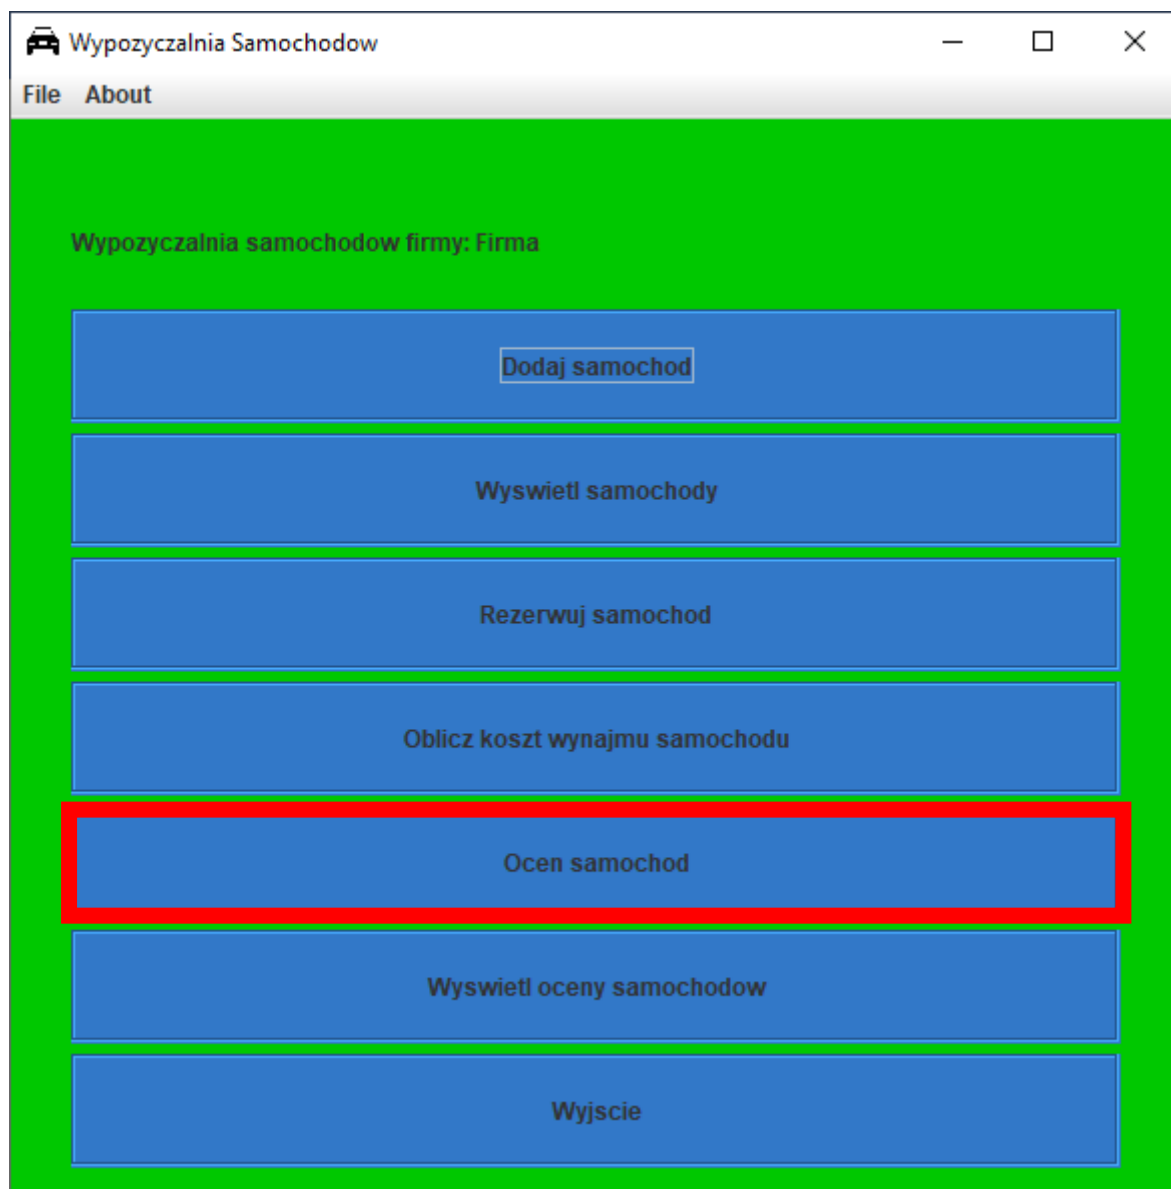 Wypozyczalnia Samochodow
File About
Wypozyczalnia samochodow firmy: Firma
Dodaj samochod
Wyswietl samochody
Rezerwuj samochod
Oblicz koszt wynajmu samochodu
Ocen samochod
Wyswietl oceny samochodow
Wyjscie